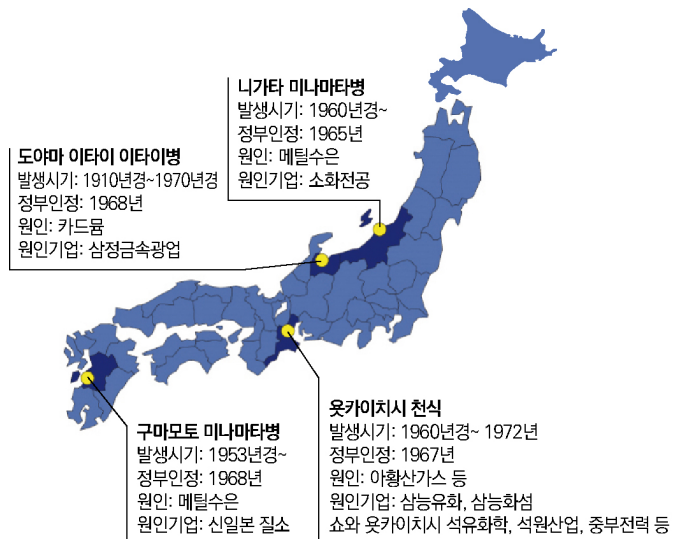 니가타 미나마타병
발생시기: 1960년경~
정부인정: 1965년
원인: 메틸수은
원인기업: 소화전공
도야마 이타이 이타이병
발생시기: 1910년경~1970년경
정부인정: 1968년
원인: 카드뮴
원인기업: 삼정금속광업
구마모토 미나마타병
발생시기: 1953년경~
정부인정: 1968년
원인: 메틸수은
원인기업: 신일본 질소
욧카이치시 천식
발생시기: 1960년경~ 1972년
정부인정: 1967년
원인: 아황산가스 등
원인기업: 삼능유화, 삼능화섬
쇼와 욧카이치시 석유화학, 석원산업, 중부전력 등